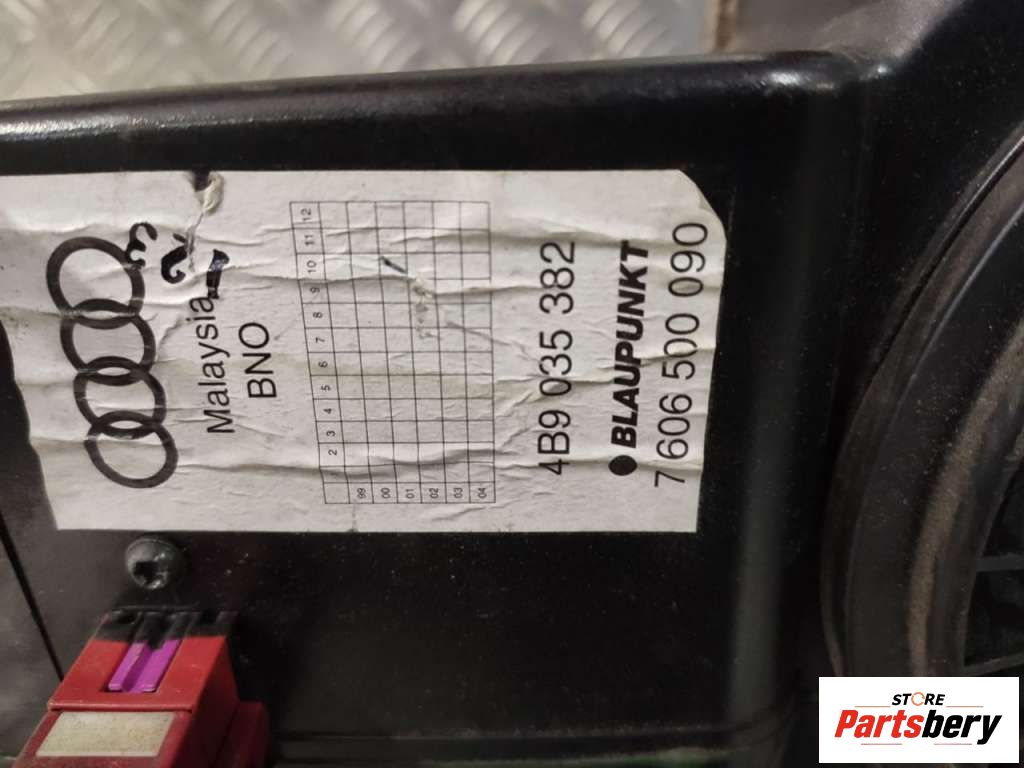 Malaysia
BNO
1 2 3 4 5 6 7 8 9 10 11 12
99
00
01
02
03
04
4B9 035 382
BLAUPUNKT
7 606 500 090
STORE
Partsbery